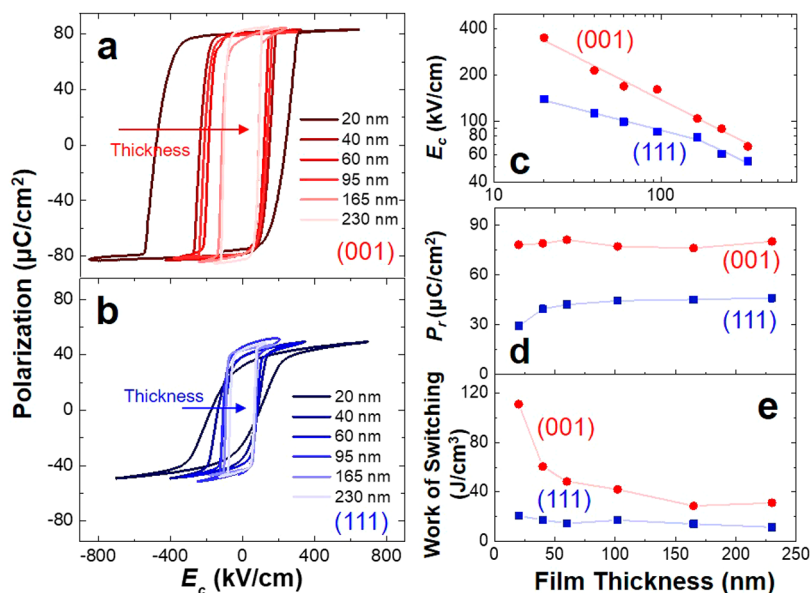 a
80
40
0
-40
-80
Thickness
20 nm
40 nm
60 nm
95 nm
165 nm
230 nm
(001)
b
80
40
0
-40
-80
Thickness
20 nm
40 nm
60 nm
95 nm
165 nm
230 nm
(111)
-800 -400 0 400 800
Polarization (µC/cm²)
E_c (kV/cm)
c
400
200
100
80
60
40
10 100
E_c (kV/cm)
(001)
(111)
d
90
60
30
0
P_r (µC/cm²)
(001)
(111)
e
120
80
40
0
Work of Switching
(J/cm³)
(001)
(111)
0 50 100 150 200 250
Film Thickness (nm)